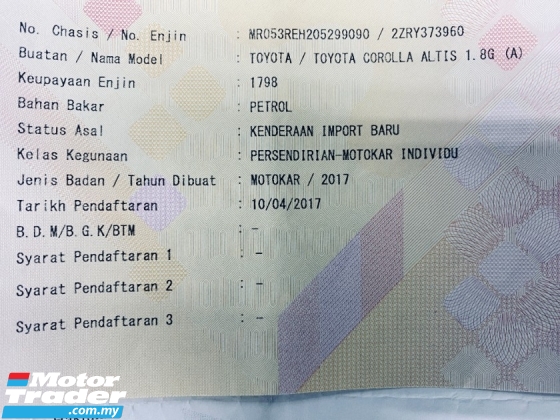 No. Chasis / No. Enjin : MR053REH205299090 / 2ZRY373960
Buatan / Nama Model : TOYOTA / TOYOTA COROLLA ALTIS 1.8G (A)
Keupayaan Enjin : 1798
Bahan Bakar : PETROL
Status Asal : KENDERAAN IMPORT BARU
Kelas Kegunaan : PERSENDIRIAN-MOTOKAR INDIVIDU
Jenis Badan / Tahun Dibuat : MOTOKAR / 2017
Tarikh Pendaftaran : 10/04/2017
B.D.M/B.G.K/BTM : -
Syarat Pendaftaran 1 : -
Syarat Pendaftaran 2 : -
Syarat Pendaftaran 3 : -
Motor
Trader
.com.my